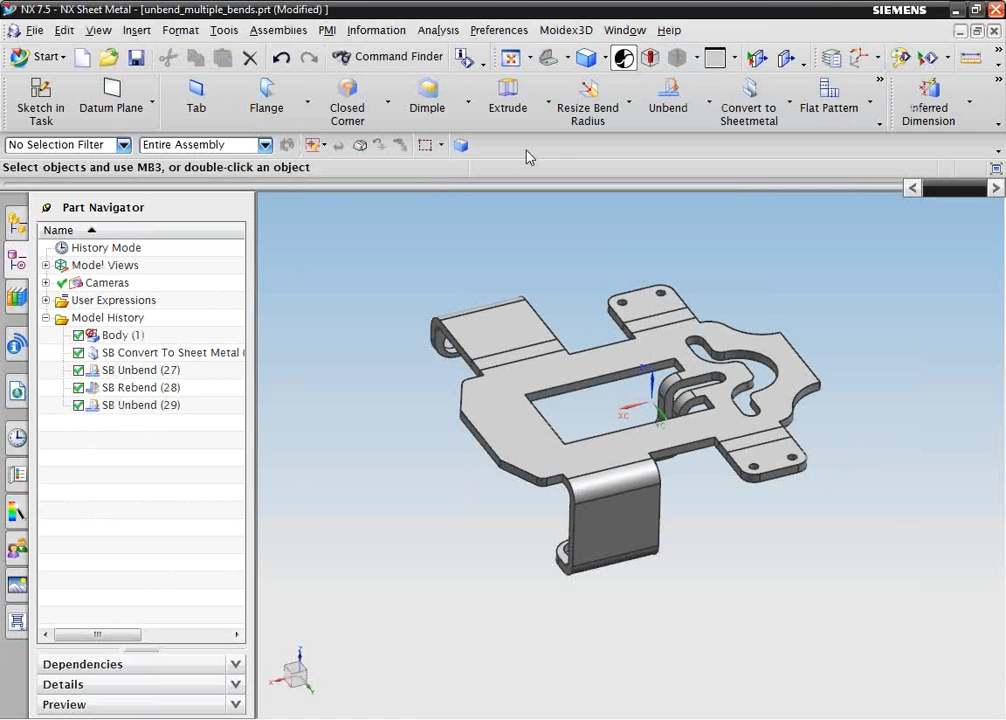 NX 7.5 - NX Sheet Metal - [unbend_multiple_bends.prt (Modified) ]
SIEMENS
File Edit View Insert Format Tools Assemblies PMI Information Analysis Preferences Moidex3D Window Help
Start Command Finder
Sketch in Task
Datum Plane
Tab
Flange
Closed Corner
Dimple
Extrude
Resize Bend Radius
Unbend
Convert to Sheetmetal
Flat Pattern
Inferred Dimension
No Selection Filter Entire Assembly
Select objects and use MB3, or double-click an object
Part Navigator
Name
History Mode
Model Views
Cameras
User Expressions
Model History
Body (1)
SB Convert To Sheet Metal (
SB Unbend (27)
SB Rebend (28)
SB Unbend (29)
Dependencies
Details
Preview
XC
YC